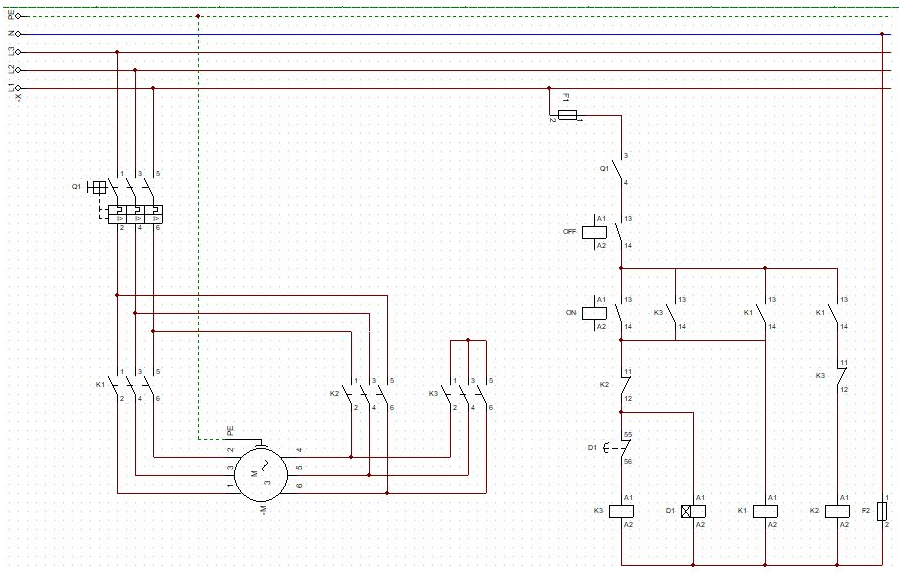 PE
N
L3
L2
L1
-X
F1
2 1
3
Q1
4
Q1
1 3 5
I> I> I>
2 4 6
A1 13
OFF
A2 14
A1 13 13 13 13
ON K3 K1 K1
A2 14 14 14 14
K1
1 3 5
2 4 6
K2
1 3 5
2 4 6
K3
1 3 5
2 4 6
11
K2
12
11
K3
12
PE
2 4
3 M 5
3
1 6
-M
55
D1
56
A1 A1 A1 A1 1
K3 D1 K1 K2 F2
A2 A2 A2 A2 2